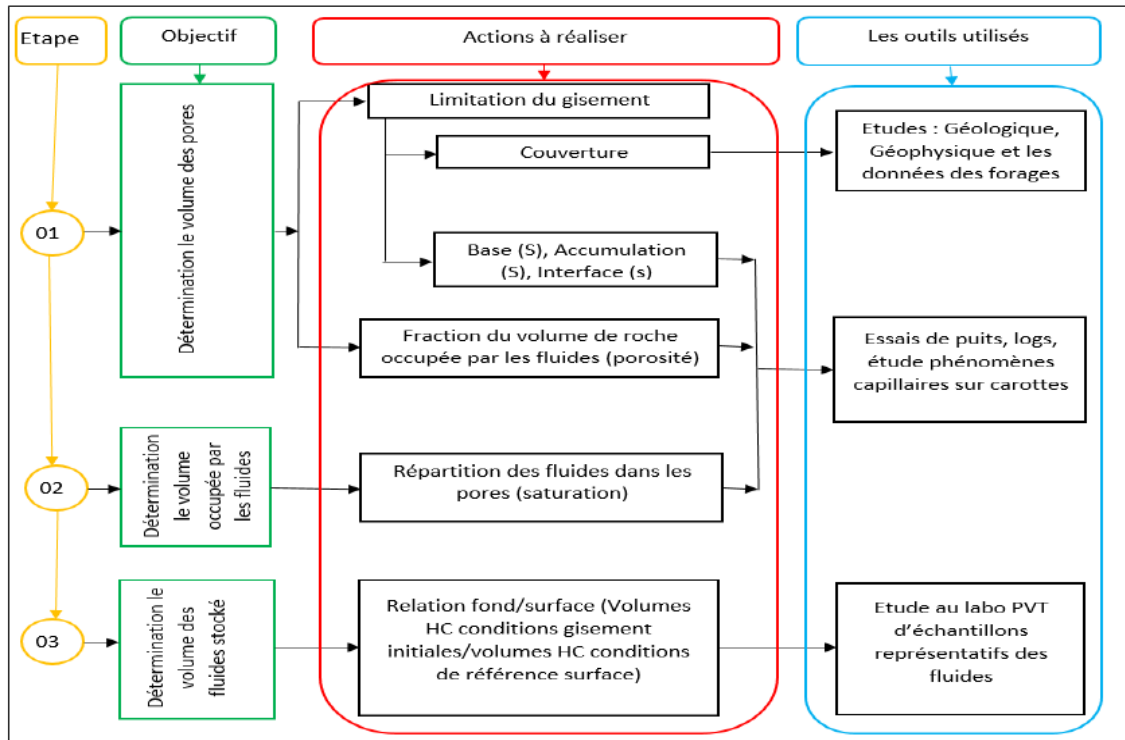 Etape
Objectif
Actions à réaliser
Les outils utilisés
01
Détermination le volume des pores
Limitation du gisement
Couverture
Base (S), Accumulation
(S), Interface (s)
Fraction du volume de roche
occupée par les fluides (porosité)
Etudes : Géologique,
Géophysique et les
données des forages
Essais de puits, logs,
étude phénomènes
capillaires sur carottes
02
Détermination
le volume
occupée par
les fluides
Répartition des fluides dans les
pores (saturation)
03
Détermination le
volume des
fluides stocké
Relation fond/surface (Volumes
HC conditions gisement
initiales/volumes HC conditions
de référence surface)
Etude au labo PVT
d'échantillons
représentatifs des
fluides